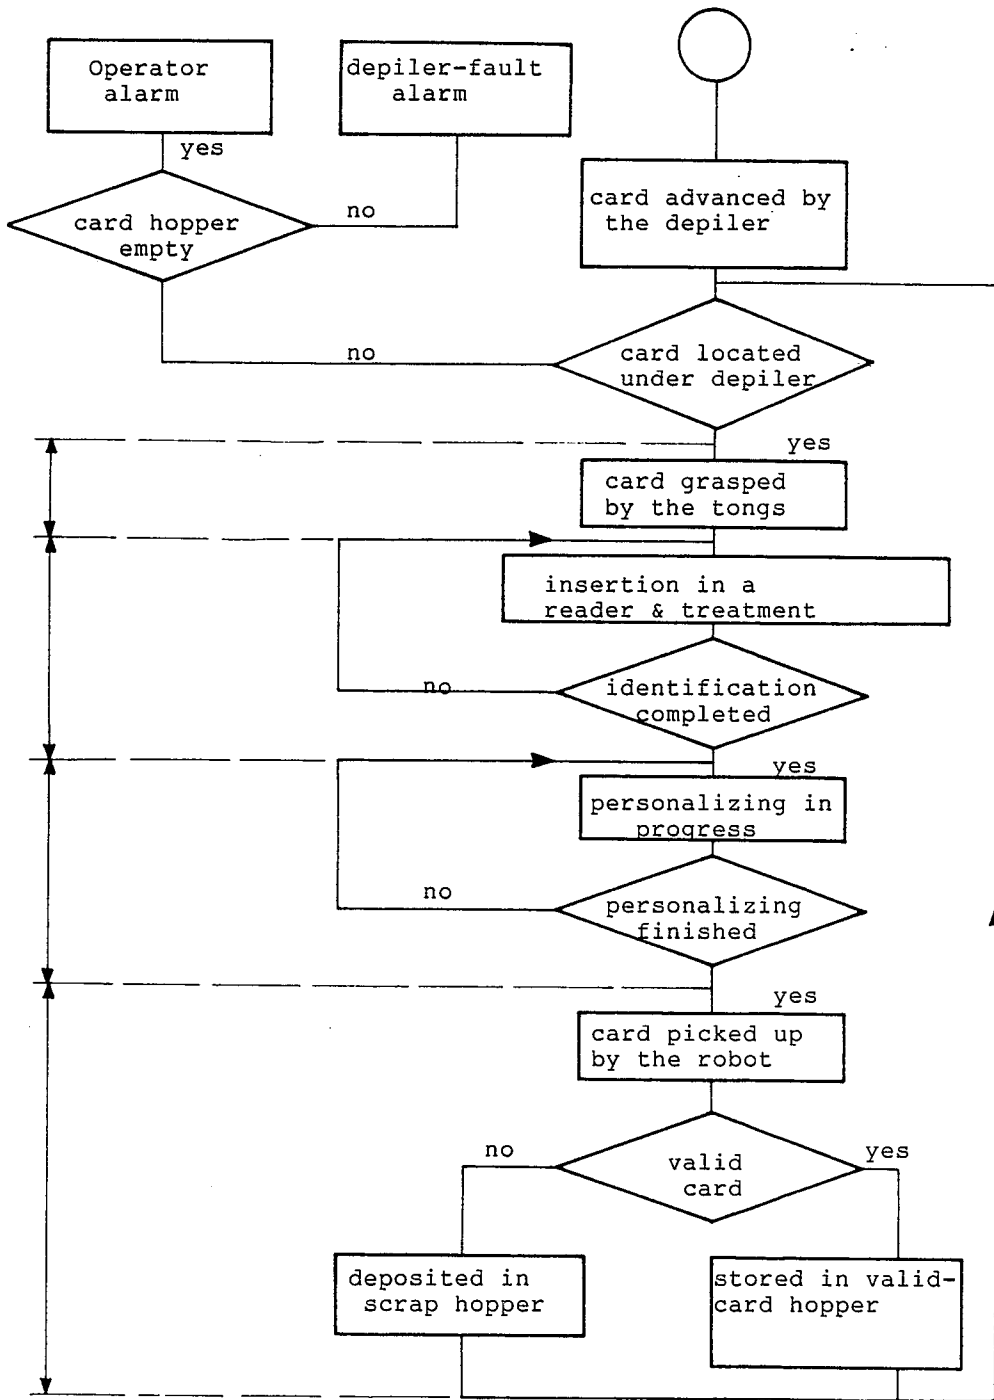 Operator
alarm
depiler-fault
alarm
yes
card advanced by
the depiler
card hopper
empty
no
card located
under depiler
no
yes
card grasped
by the tongs
insertion in a
reader & treatment
identification
completed
no
yes
personalizing in
progress
no
personalizing
finished
yes
card picked up
by the robot
no
valid
card
yes
deposited in
scrap hopper
stored in valid-
card hopper